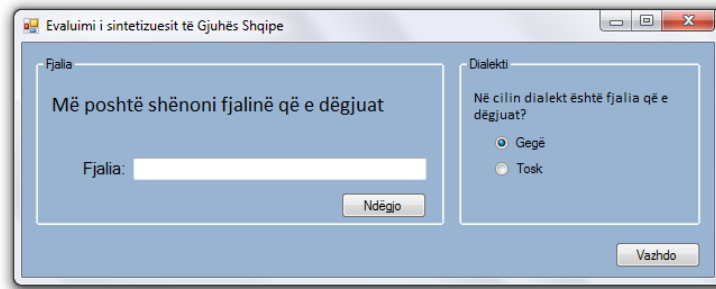 Evaluimi i sintetizuesit të Gjuhës Shqipe
Fjalia
Më poshtë shënoni fjalinë që e dëgjuat
Fjalia:
Ndëgjo
Dialekti
Në cilin dialekt është fjalia që e
dëgjuat?
Gegë
Tosk
Vazhdo